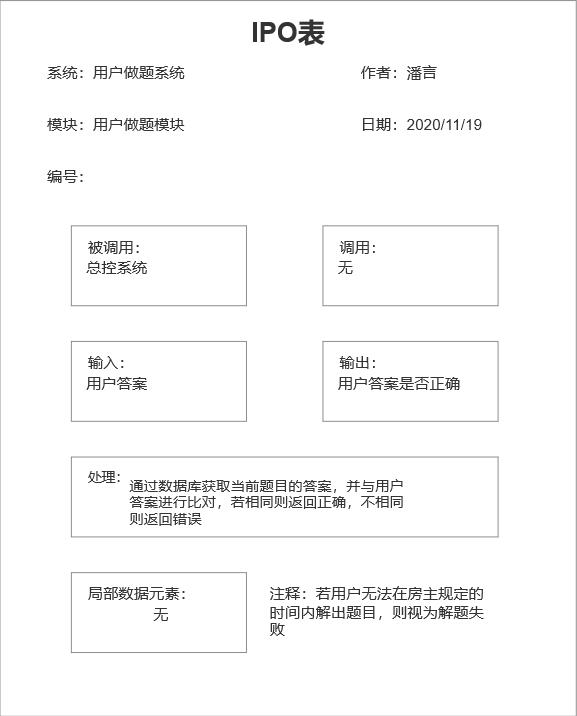 IPO表
系统：用户做题系统
作者：潘言
模块：用户做题模块
日期：2020/11/19
编号：
被调用：
总控系统
调用：
无
输入：
用户答案
输出：
用户答案是否正确
处理：
通过数据库获取当前题目的答案，并与用户
答案进行比对，若相同则返回正确，不相同
则返回错误
局部数据元素：
无
注释：若用户无法在房主规定的
时间内解出题目，则视为解题失
败